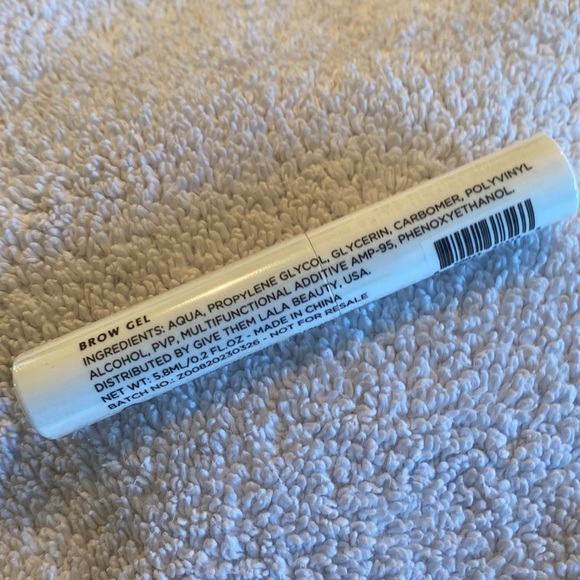 BROW GEL
INGREDIENTS: AQUA, PROPYLENE GLYCOL, GLYCERIN, CARBOMER, POLYVINYL
ALCOHOL, PVP, MULTIFUNCTIONAL ADDITIVE AMP-95, PHENOXYETHANOL.
DISTRIBUTED BY GIVE THEM LALA BEAUTY, USA.
NET WT: 5.8ML/0.2 FL.OZ - MADE IN CHINA
BATCH NO.: Z00820230326 - NOT FOR RESALE